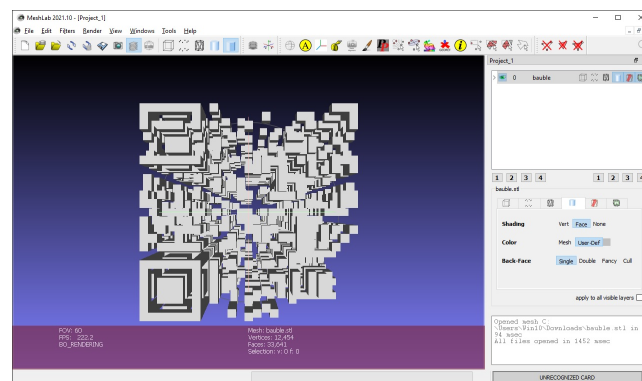 MeshLab 2021.10 - [Project_1]
File Edit Filters Render View Windows Tools Help
Project_1
0 bauble
1 2 3 4 1 2 3 4
bauble.stl
Shading Vert Face None
Color Mesh User-Def
Back-Face Single Double Fancy Cull
apply to all visible layers
Opened mesh C:
\Users\Win10\Downloads\bauble.stl in
94 msec
All files opened in 1452 msec
FOV: 60
FPS: 222.2
BO_RENDERING
Mesh: bauble.stl
Vertices: 12,454
Faces: 33,641
Selection: v: 0 f: 0
UNRECOGNIZED CARD